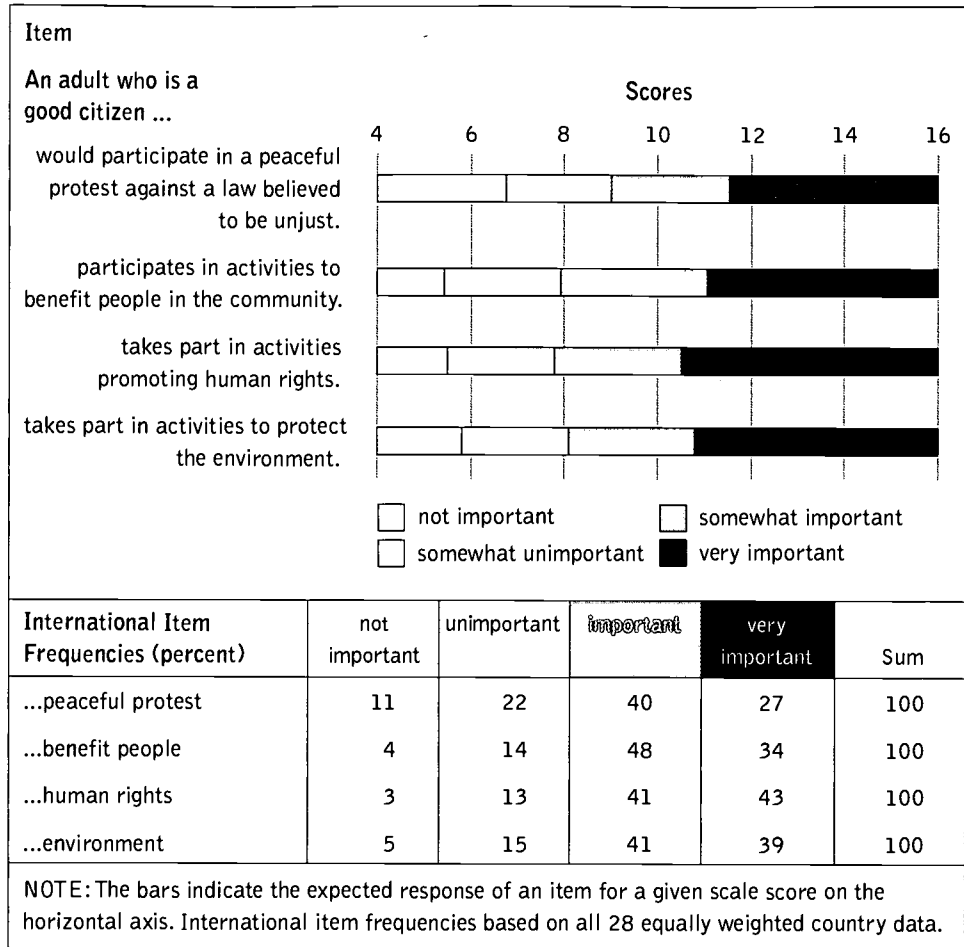 Item
An adult who is a
good citizen ...
Scores
4 6 8 10 12 14 16
would participate in a peaceful
protest against a law believed
to be unjust.
participates in activities to
benefit people in the community.
takes part in activities
promoting human rights.
takes part in activities to protect
the environment.
not important
somewhat important
somewhat unimportant
very important
International Item
Frequencies (percent)
not
important
unimportant
important
very
important
Sum
...peaceful protest 11 22 40 27 100
...benefit people 4 14 48 34 100
...human rights 3 13 41 43 100
...environment 5 15 41 39 100
NOTE: The bars indicate the expected response of an item for a given scale score on the
horizontal axis. International item frequencies based on all 28 equally weighted country data.